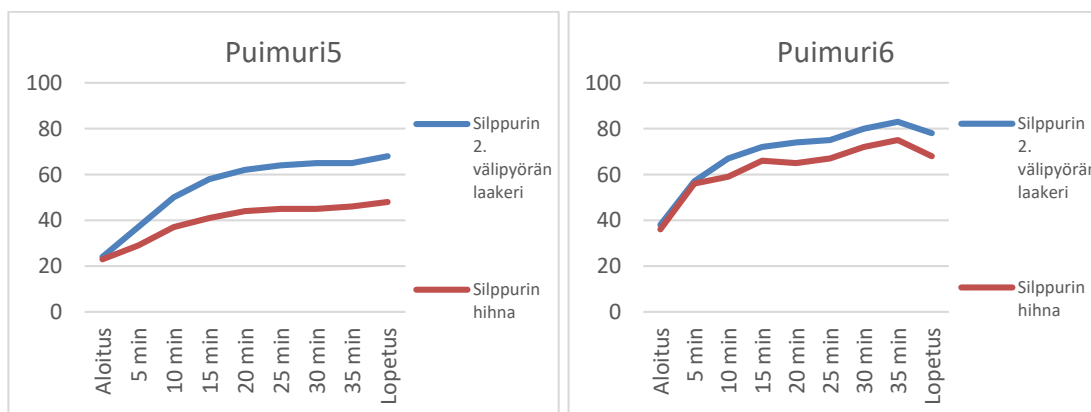 Puimuri5
100
80
60
40
20
0
Aloitus
5 min
10 min
15 min
20 min
25 min
30 min
35 min
Lopetus
Silppurin
2.
välipyörän
laakeri
Silppurin
hihna
Puimuri6
100
80
60
40
20
0
Aloitus
5 min
10 min
15 min
20 min
25 min
30 min
35 min
Lopetus
Silppurin
2.
välipyörän
laakeri
Silppurin
hihna